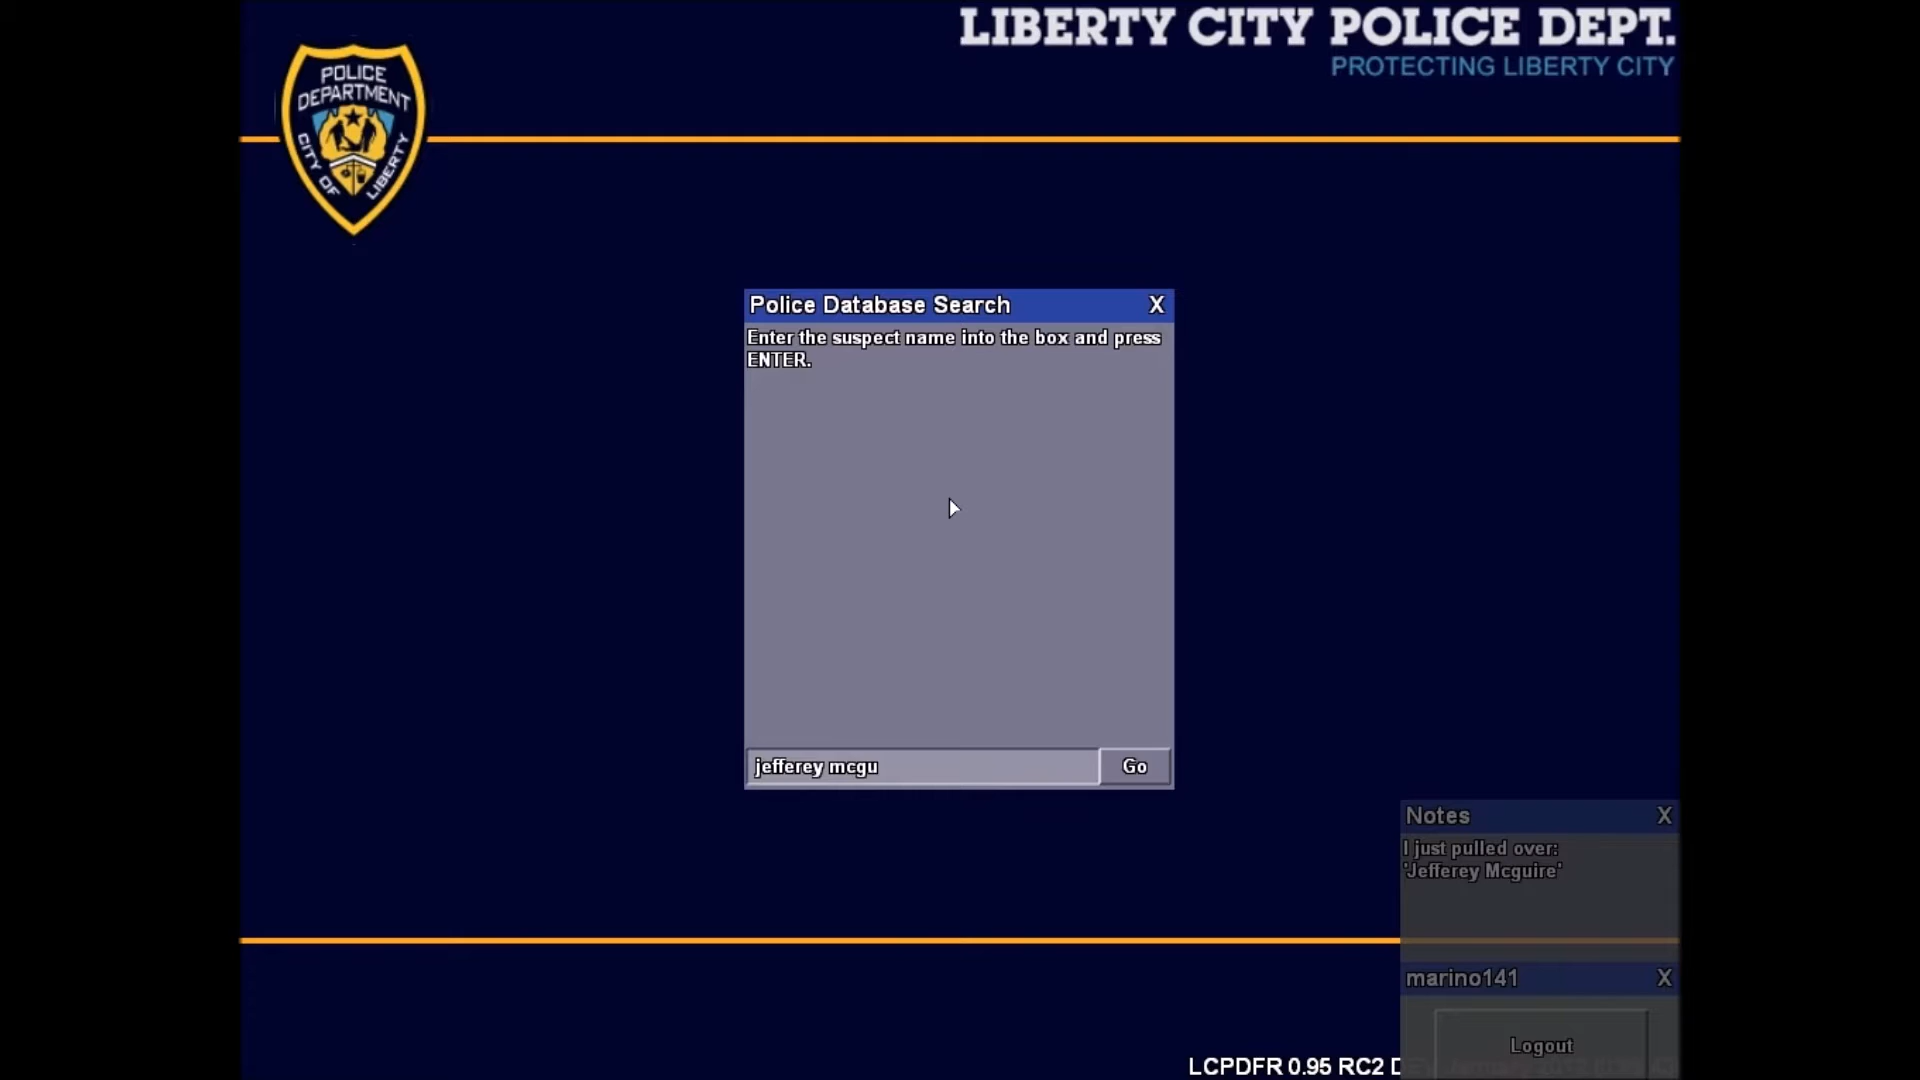 LIBERTY CITY POLICE DEPT.
PROTECTING LIBERTY CITY
POLICE
DEPARTMENT
CITY OF
LIBERTY
Police Database Search X
Enter the suspect name into the box and press
ENTER.
jefferey mcgu Go
Notes X
I just pulled over:
'Jefferey Mcguire'
marino141 X
Logout
LCPDFR 0.95 RC2 D